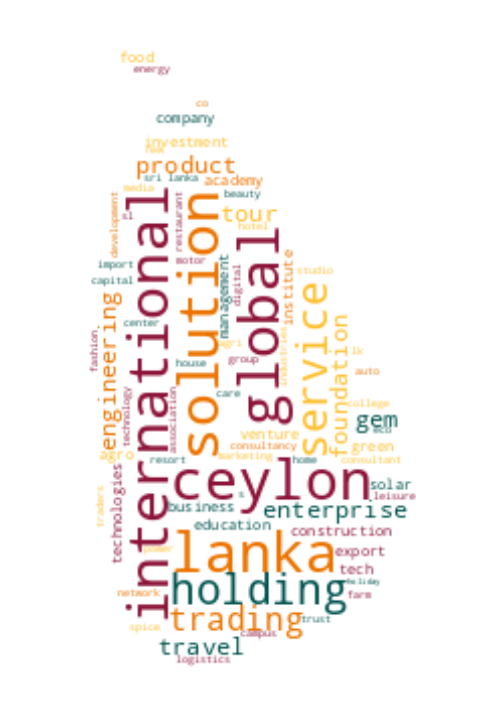 food
energy
co
company
investment
product
sri lanka
academy
media
beauty
development
sl
restaurant
international
solution
tour
hotel
global
import
motor
capital
management
digital
institute
studio
engineering
service
center
foundation
fashion
agri
industries
lk
house
group
auto
technology
association
care
college
gem
eco
venture
consultancy
green
agro
resort
marketing
home
consultant
technologies
ceylon
solar
leisure
traders
s
business
enterprise
education
construction
power
lanka
export
tech
holding
holiday
network
farm
trading
trust
spice
campus
travel
logistics